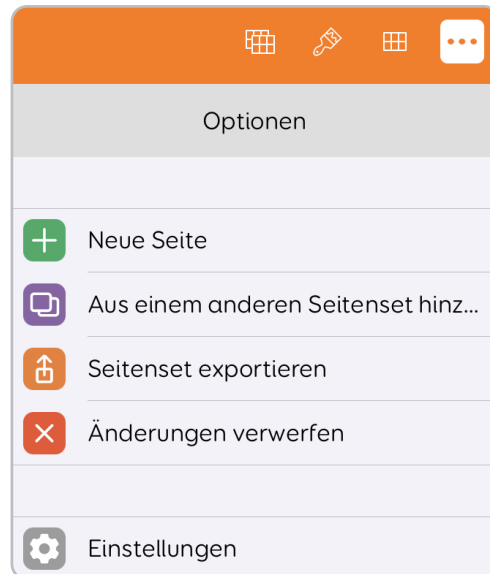 Optionen
Neue Seite
Aus einem anderen Seitenset hinz...
Seitenset exportieren
Änderungen verwerfen
Einstellungen